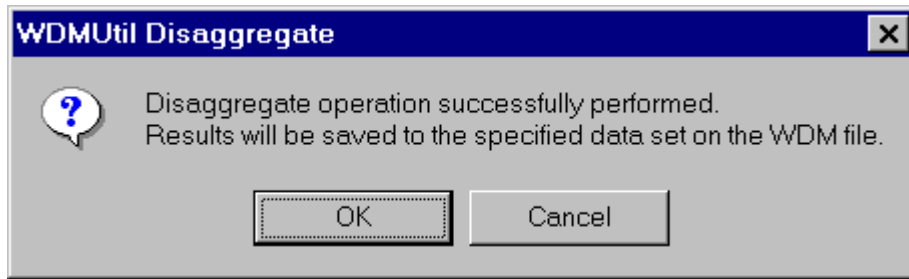 WDMUtil Disaggregate
Disaggregate operation successfully performed.
Results will be saved to the specified data set on the WDM file.
OK
Cancel